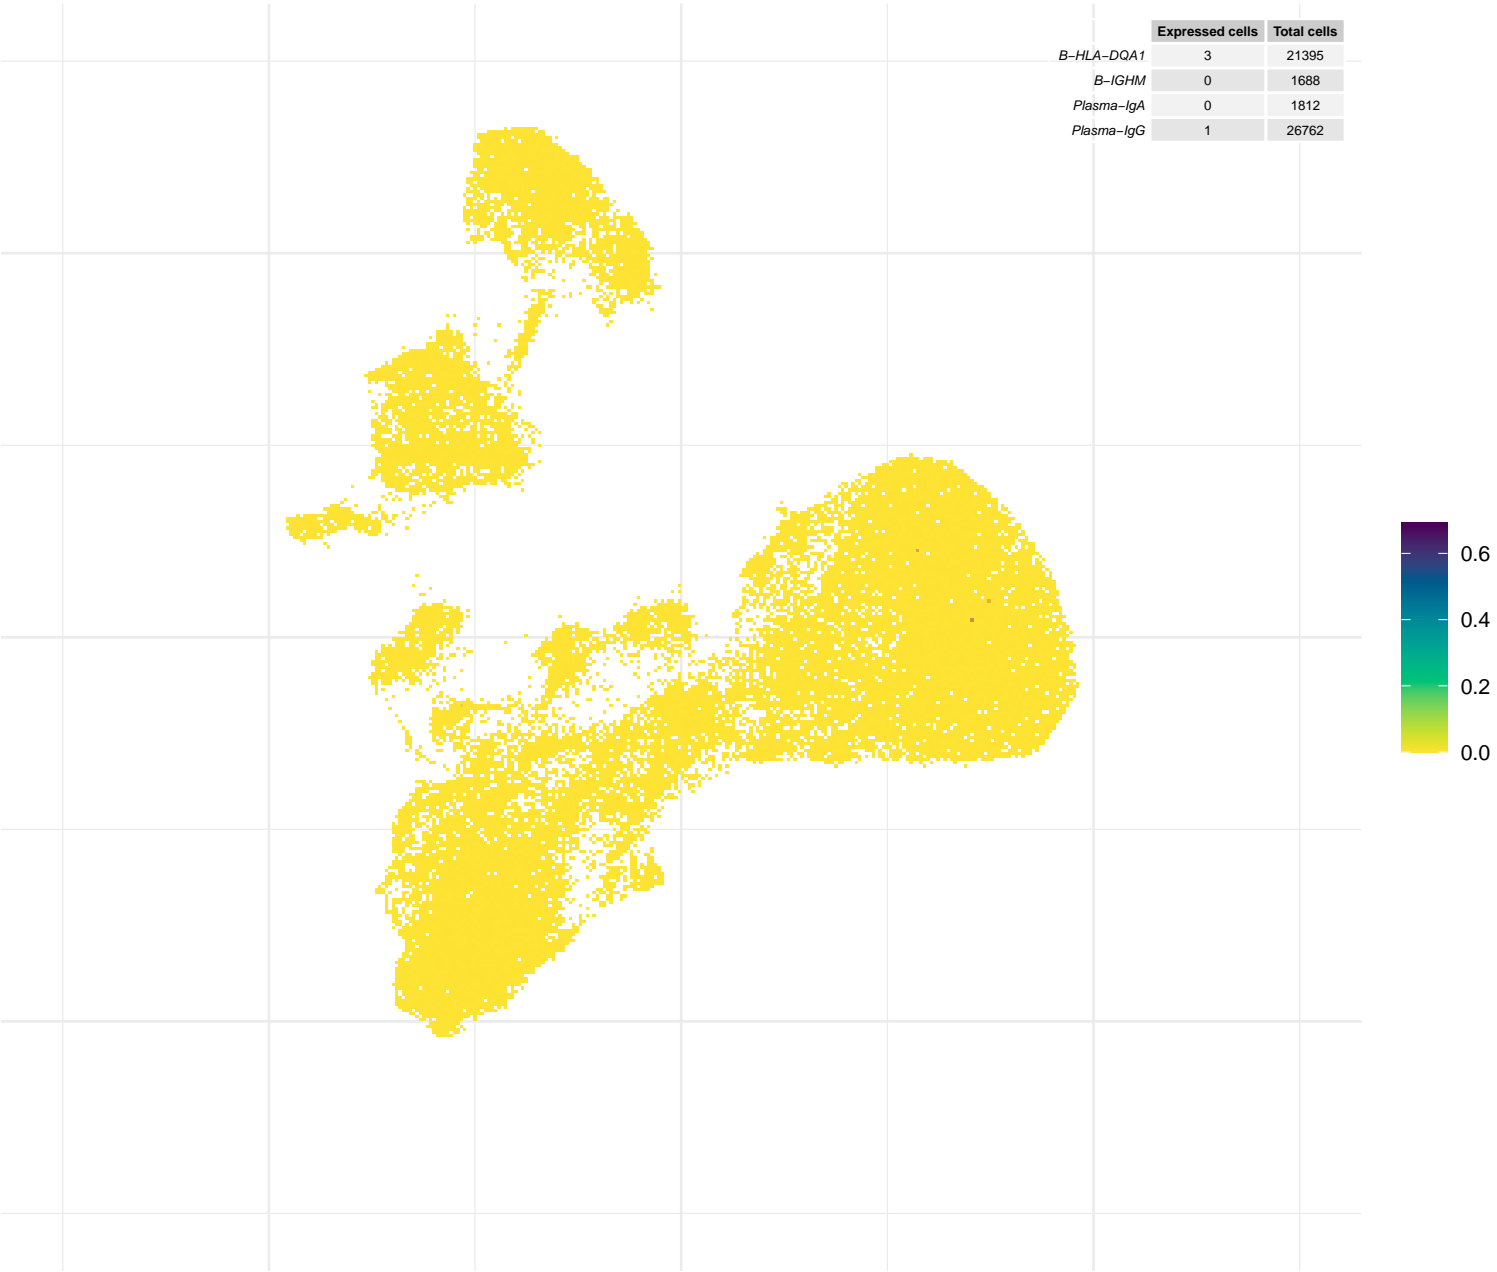 Expressed cells Total cells
B−HLA−DQA1 3 21395
B−IGHM 0 1688
Plasma−IgA 0 1812
Plasma−IgG 1 26762
0.6
0.4
0.2
0.0